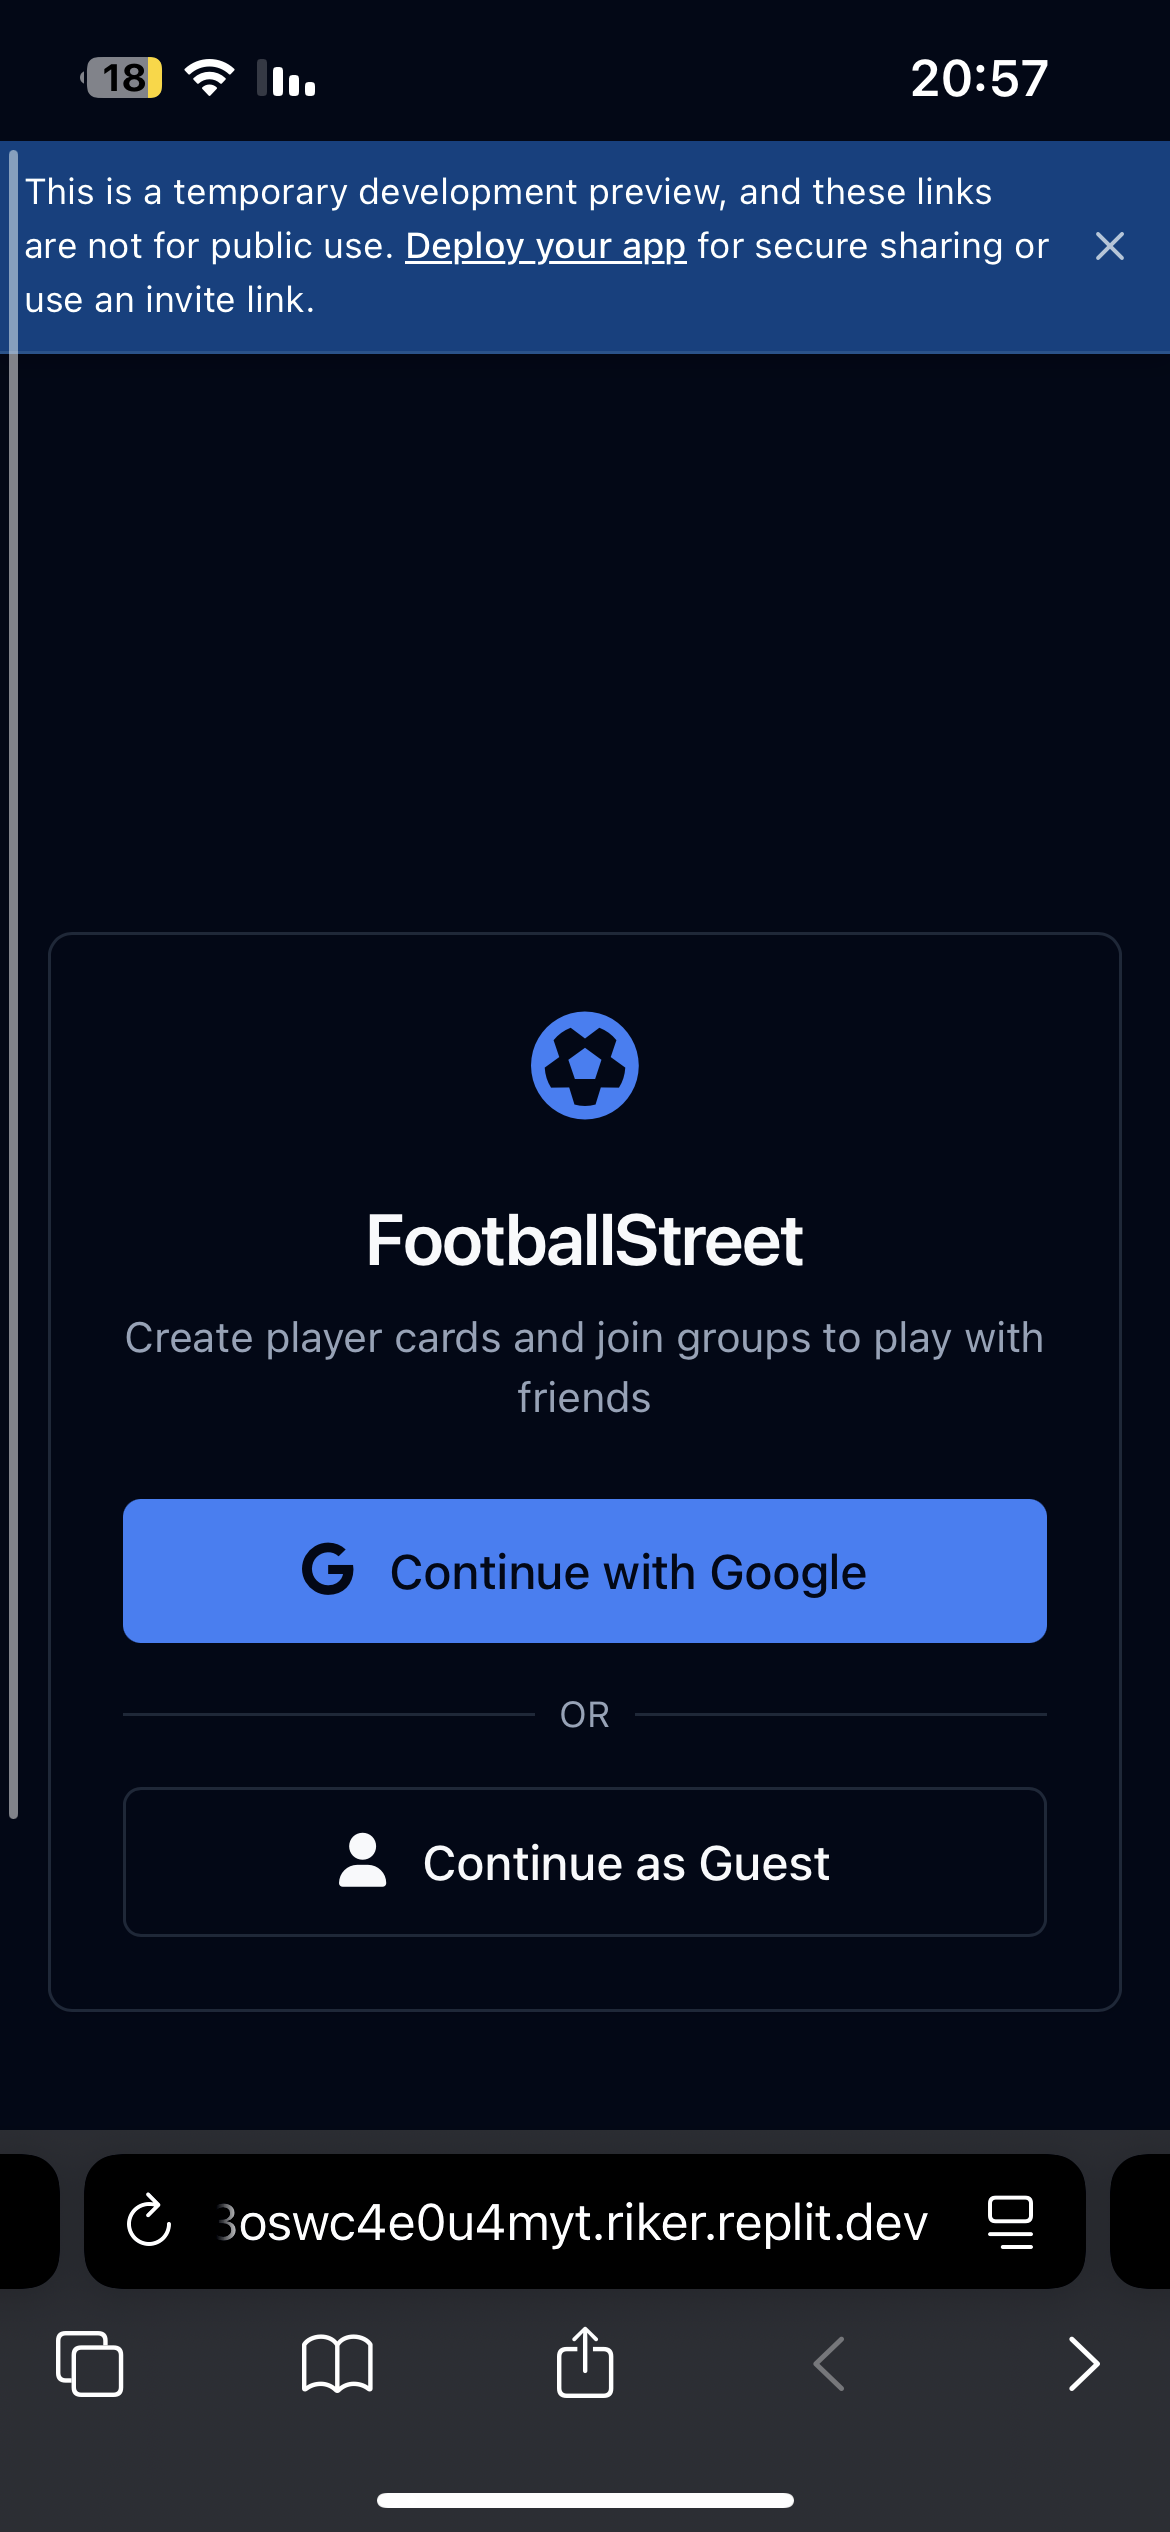 18
20:57
This is a temporary development preview, and these links
are not for public use. Deploy your app for secure sharing or
use an invite link.
FootballStreet
Create player cards and join groups to play with
friends
G Continue with Google
OR
Continue as Guest
3oswc4e0u4myt.riker.replit.dev